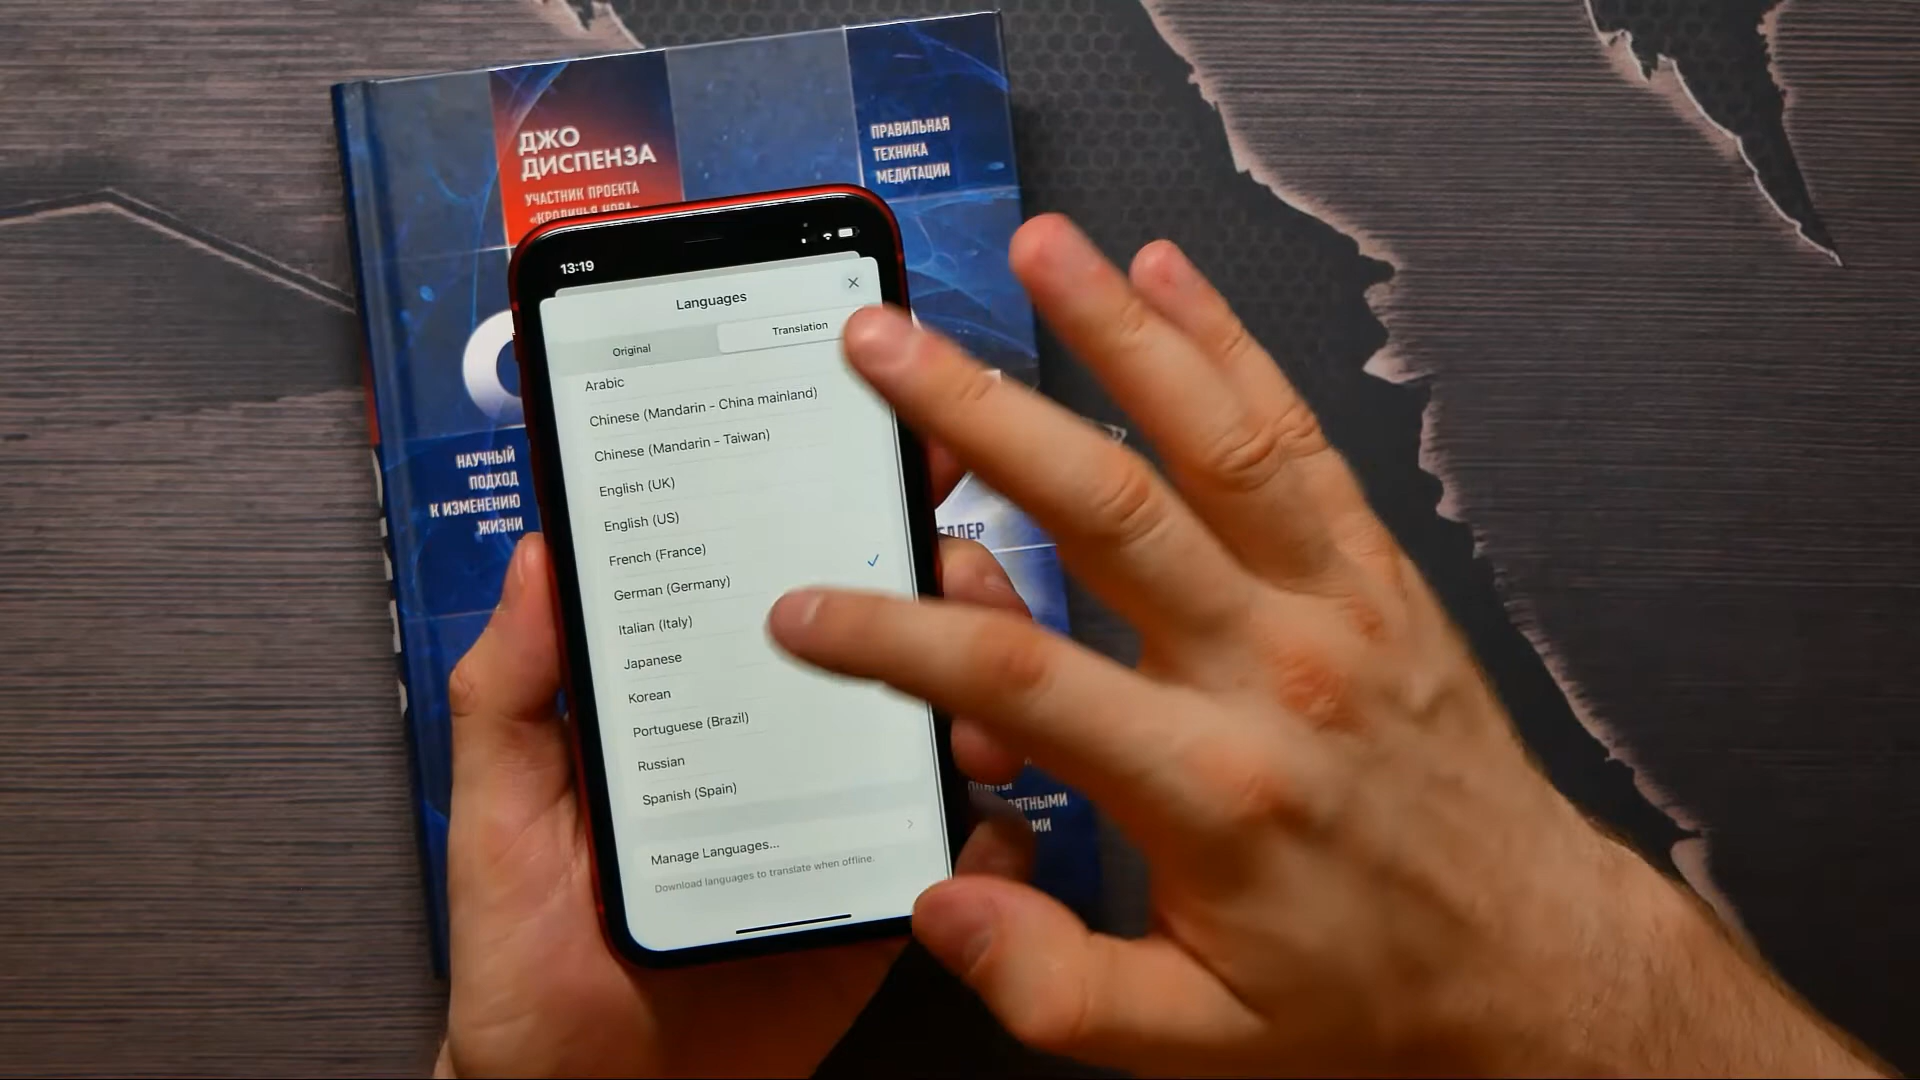 ДЖО
ДИСПЕНЗА
УЧАСТНИК ПРОЕКТА
«КРОЛИЧЬЯ НОРА»
ПРАВИЛЬНАЯ
ТЕХНИКА
МЕДИТАЦИИ
НАУЧНЫЙ
ПОДХОД
К ИЗМЕНЕНИЮ
ЖИЗНИ
13:19
Languages
Original
Translation
Arabic
Chinese (Mandarin - China mainland)
Chinese (Mandarin - Taiwan)
English (UK)
English (US)
French (France)
German (Germany)
Italian (Italy)
Japanese
Korean
Portuguese (Brazil)
Russian
Spanish (Spain)
Manage Languages...
Download languages to translate when offline.